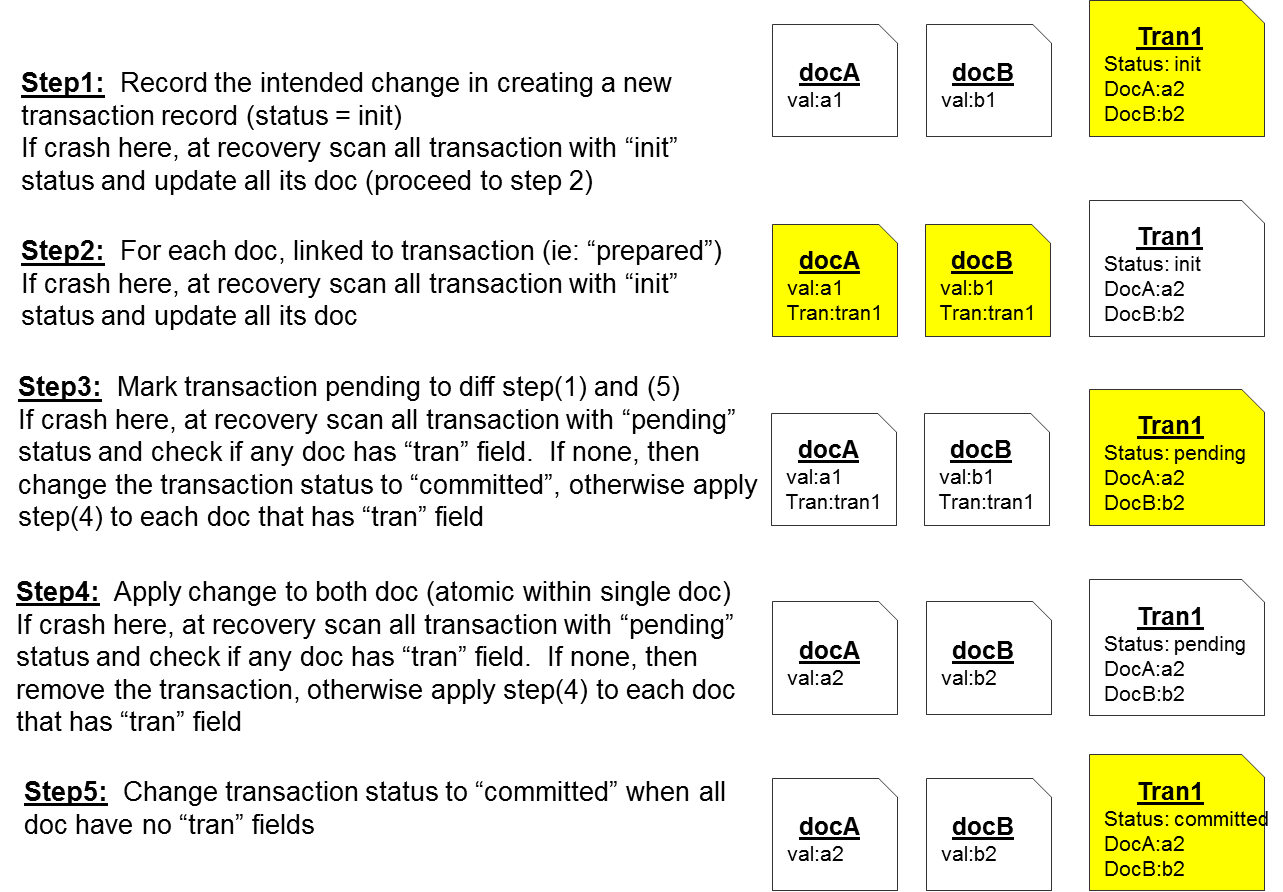 Step1:  Record the intended change in creating a new
transaction record (status = init)
If crash here, at recovery scan all transaction with “init”
status and update all its doc (proceed to step 2)
docA
val:a1
docB
val:b1
Tran1
Status: init
DocA:a2
DocB:b2
Step2:  For each doc, linked to transaction (ie: “prepared”)
If crash here, at recovery scan all transaction with “init”
status and update all its doc
docA
val:a1
Tran:tran1
docB
val:b1
Tran:tran1
Tran1
Status: init
DocA:a2
DocB:b2
Step3:  Mark transaction pending to diff step(1) and (5)
If crash here, at recovery scan all transaction with “pending”
status and check if any doc has “tran” field.  If none, then
change the transaction status to “committed”, otherwise apply
step(4) to each doc that has “tran” field
docA
val:a1
Tran:tran1
docB
val:b1
Tran:tran1
Tran1
Status: pending
DocA:a2
DocB:b2
Step4:  Apply change to both doc (atomic within single doc)
If crash here, at recovery scan all transaction with “pending”
status and check if any doc has “tran” field.  If none, then
remove the transaction, otherwise apply step(4) to each doc
that has “tran” field
docA
val:a2
docB
val:b2
Tran1
Status: pending
DocA:a2
DocB:b2
Step5:  Change transaction status to “committed” when all
doc have no “tran” fields
docA
val:a2
docB
val:b2
Tran1
Status: committed
DocA:a2
DocB:b2